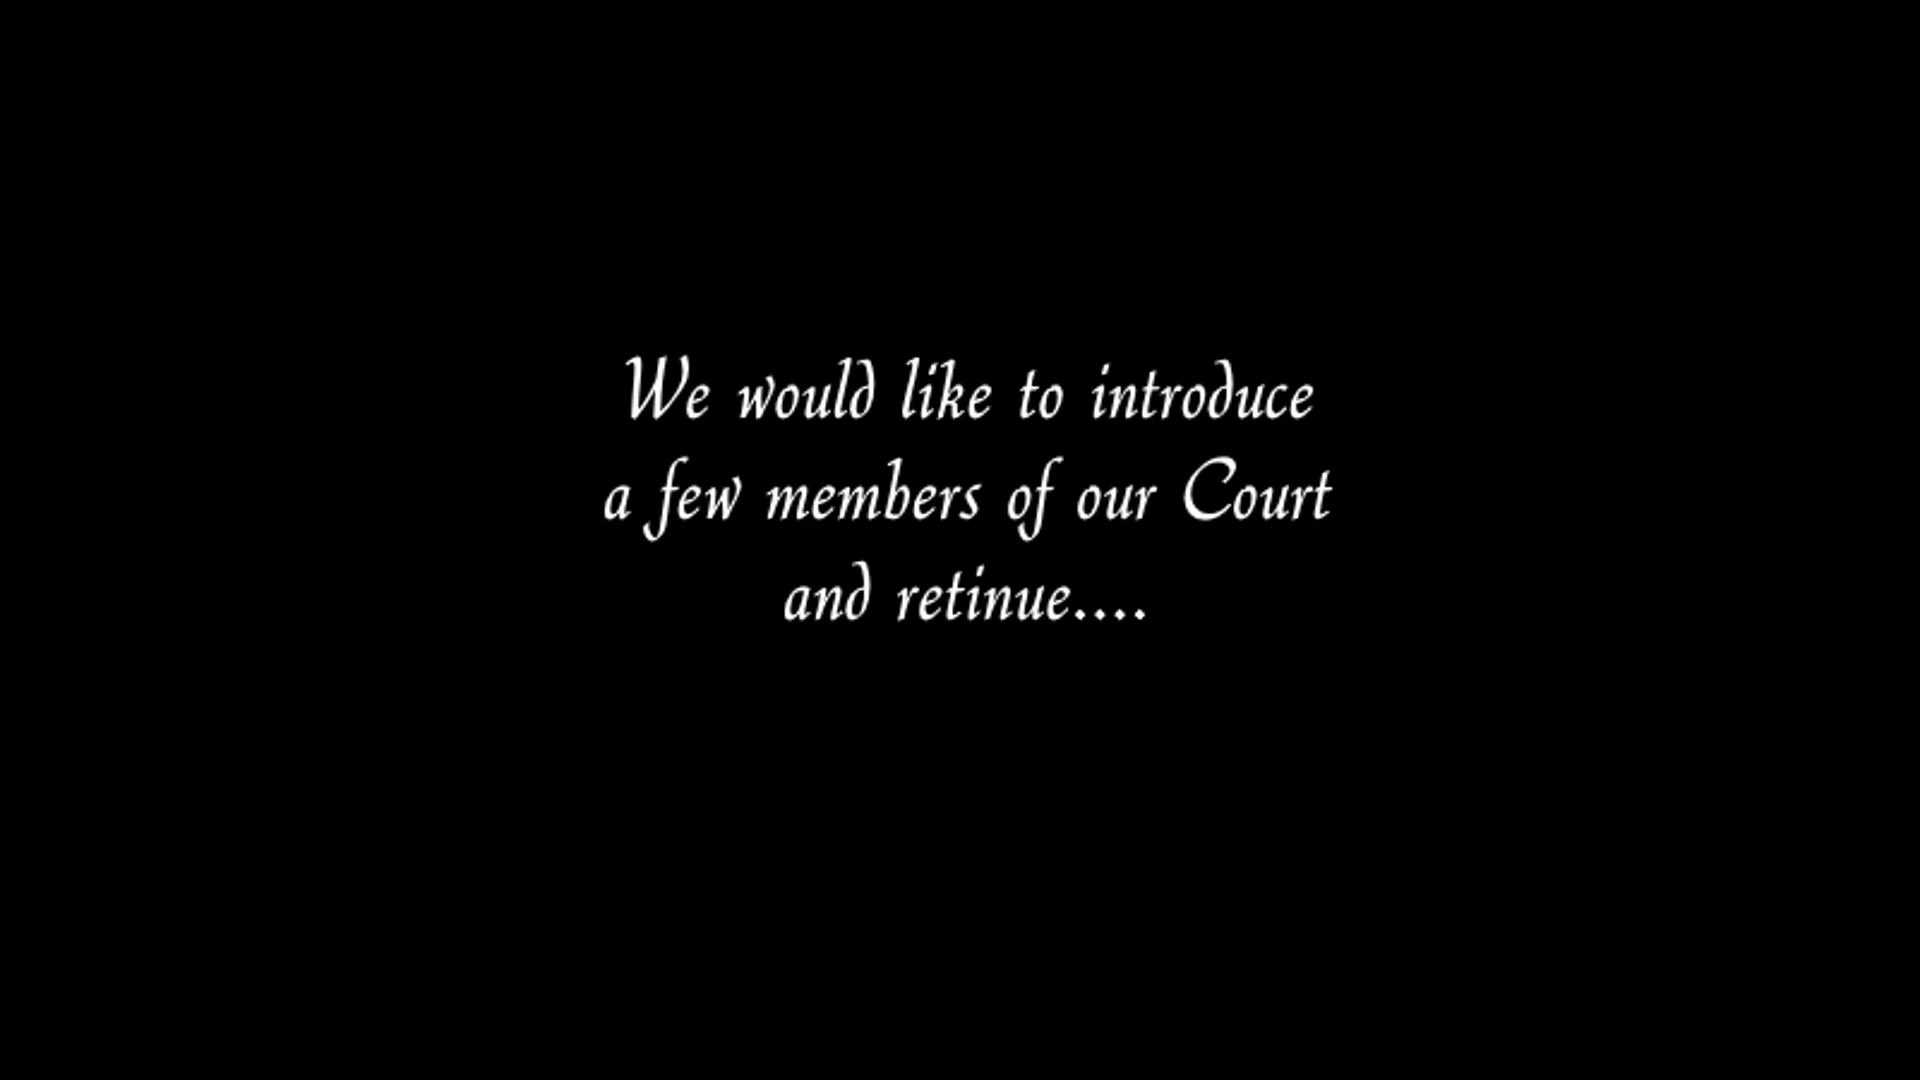 We would like to introduce
a few members of our Court
and retinue....